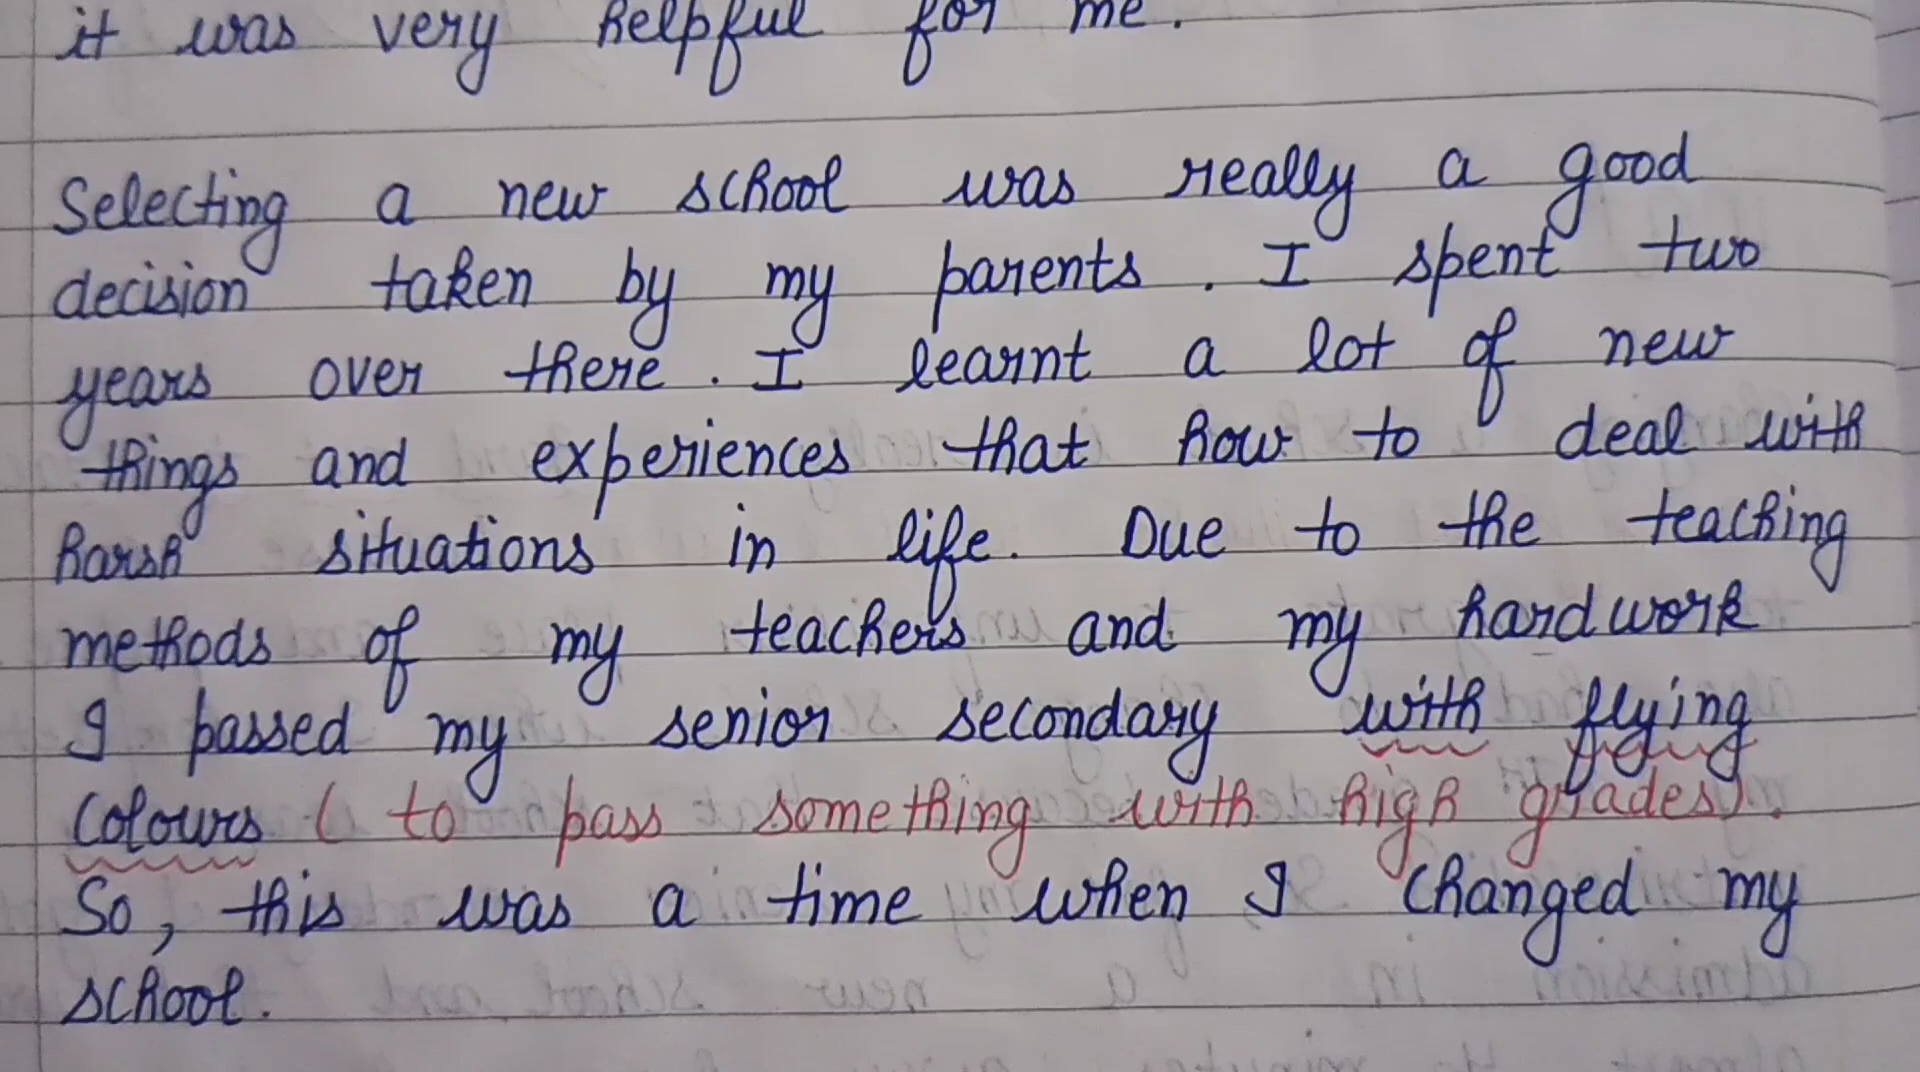 it was very helpful for me.
Selecting a new school was really a good
decision taken by my parents. I spent two
years over there. I learnt a lot of new
things and experiences that how to deal with
harsh situations in life. Due to the teaching
methods of my teachers and my hardwork
I passed my senior secondary with flying
colours (to pass something with high grades).
So, this was a time when I changed my
school.